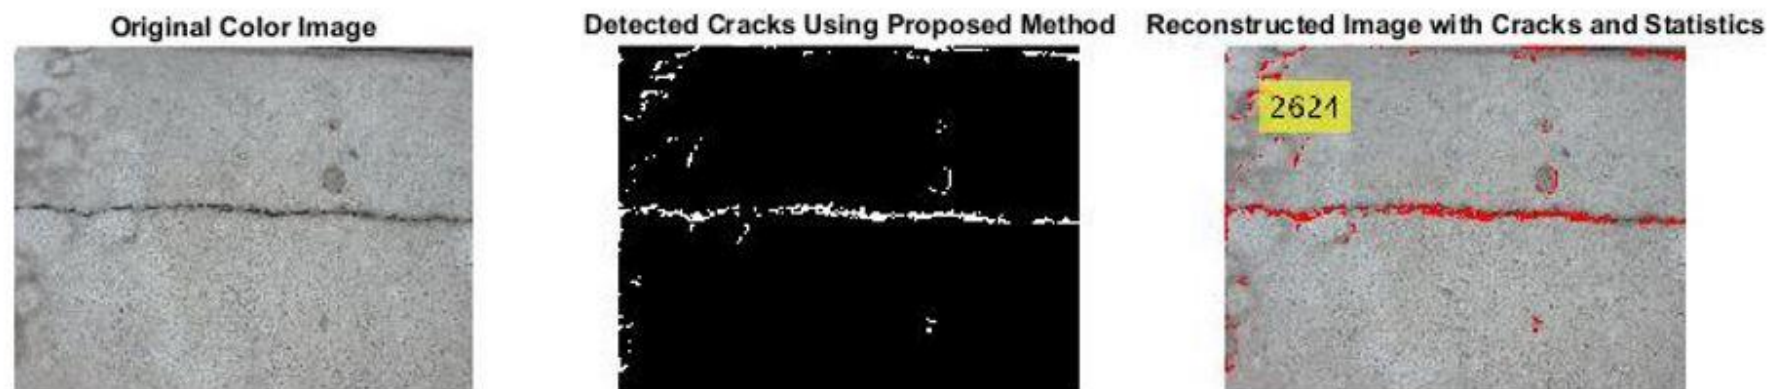 Original Color Image
Detected Cracks Using Proposed Method
Reconstructed Image with Cracks and Statistics
2621